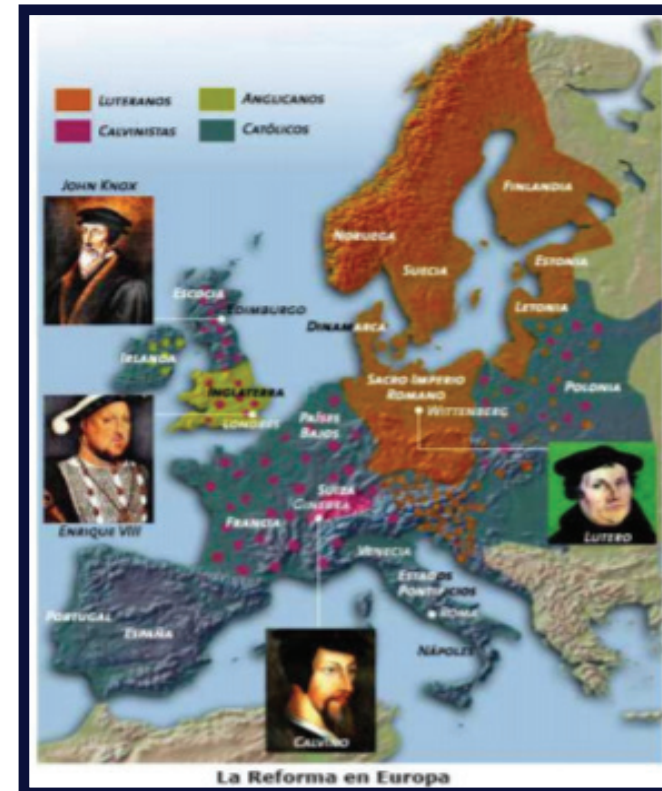 LUTERANOS
ANGLICANOS
CALVINISTAS
CATÓLICOS
JOHN KNOX
FINLANDIA
NORUEGA
SUECIA
ESTONIA
ESCOCIA
LETONIA
EDIMBURGO
DINAMARCA
IRLANDA
SACRO IMPERIO
ROMANO
POLONIA
INGLATERRA
WITTENBERG
LONDRES
PAÍSES
BAJOS
SUIZA
GINEBRA
FRANCIA
ENRIQUE VIII
LUTERO
VENECIA
ESTADOS
PONTIFICIOS
ROMA
PORTUGAL
ESPAÑA
NÁPOLES
CALVINO
La Reforma en Europa